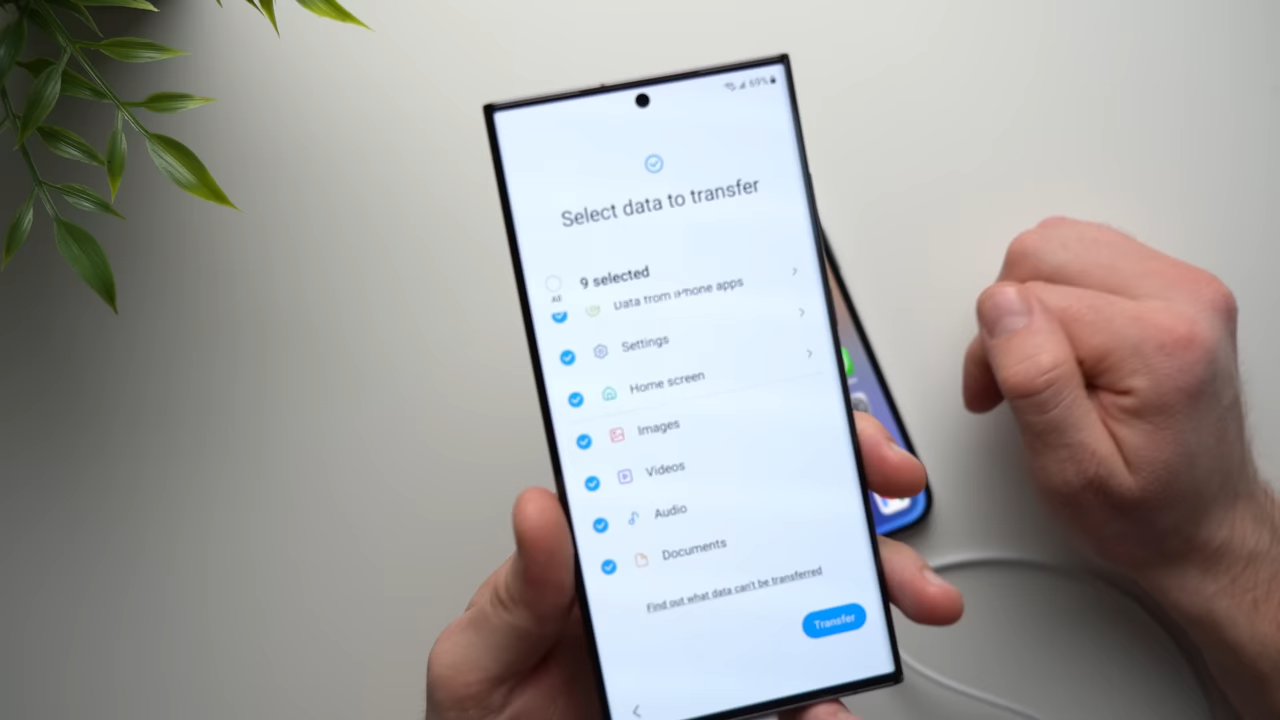 69%
Select data to transfer
9 selected
All
Data from iPhone apps
Settings
Home screen
Images
Videos
Audio
Documents
Find out what data can't be transferred
Transfer